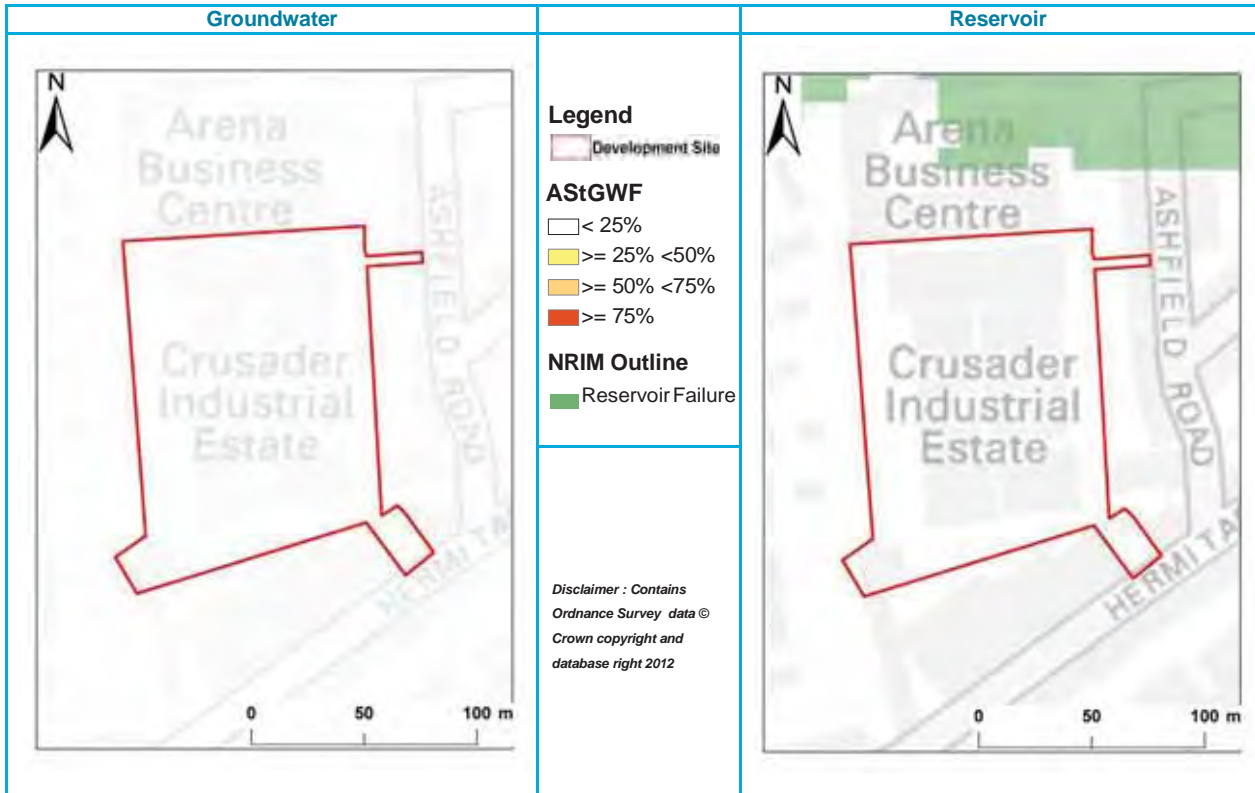 Groundwater
Reservoir
N
Arena
Business
Centre
ASHFIELD ROAD
Crusader
Industrial
Estate
HERMITA
0 50 100 m
Legend
Development Site
AStGWF
< 25%
>= 25% <50%
>= 50% <75%
>= 75%
NRIM Outline
Reservoir Failure
Disclaimer : Contains
Ordnance Survey data ©
Crown copyright and
database right 2012
N
Arena
Business
Centre
ASHFIELD ROAD
Crusader
Industrial
Estate
HERMITA
0 50 100 m